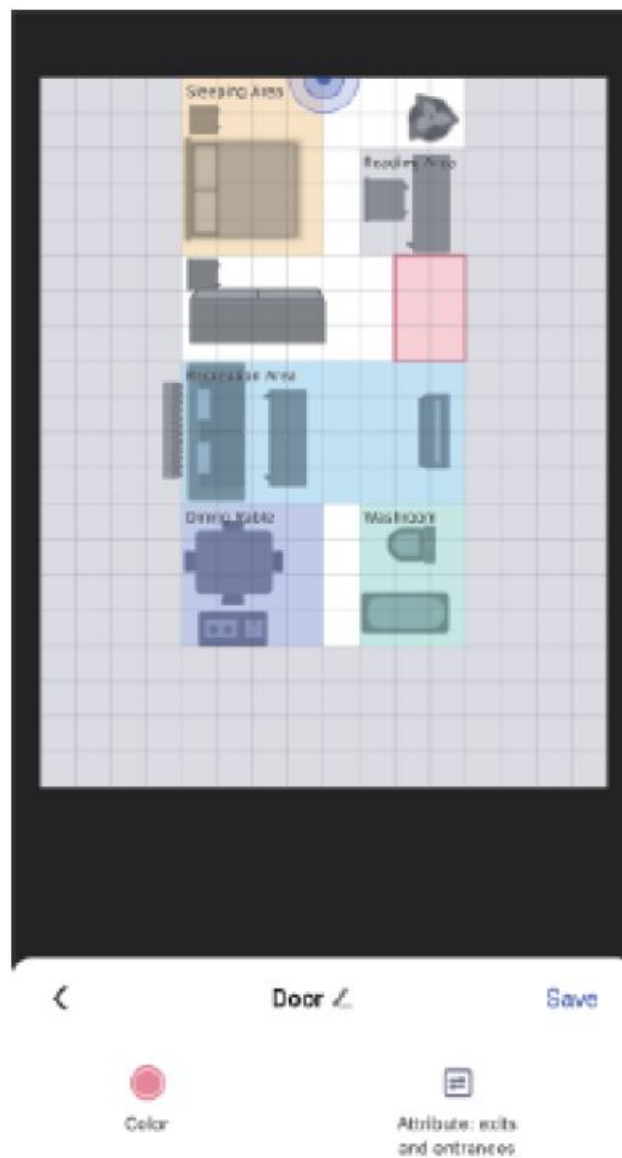 Sleeping Area
Reading Area
Recreation Area
Dining Table
Washroom
Door
Save
Color
Attribute: exits
and entrances